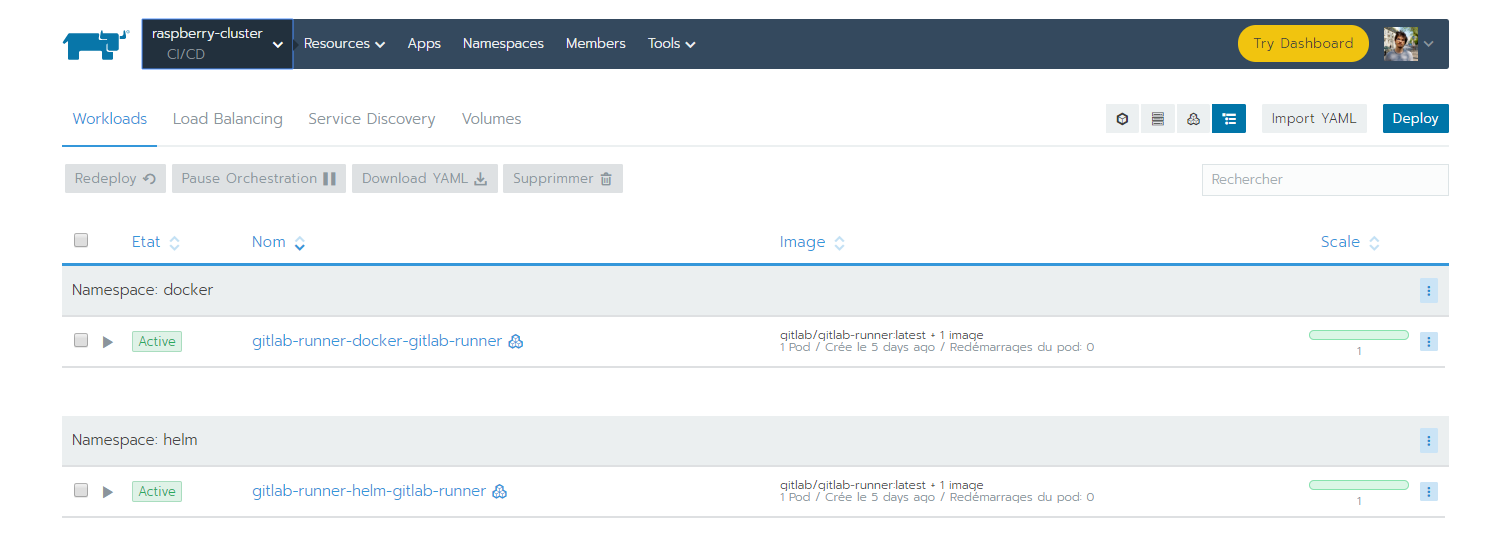 raspberry-cluster
CI/CD
Resources Apps Namespaces Members Tools Try Dashboard
Workloads Load Balancing Service Discovery Volumes Import YAML Deploy
Redeploy Pause Orchestration Download YAML Supprimmer Rechercher
Etat Nom Image Scale
Namespace: docker
Active gitlab-runner-docker-gitlab-runner gitlab/gitlab-runner:latest + 1 image
1 Pod / Crée le 5 days ago / Redémarrages du pod: 0
1
Namespace: helm
Active gitlab-runner-helm-gitlab-runner gitlab/gitlab-runner:latest + 1 image
1 Pod / Crée le 5 days ago / Redémarrages du pod: 0
1